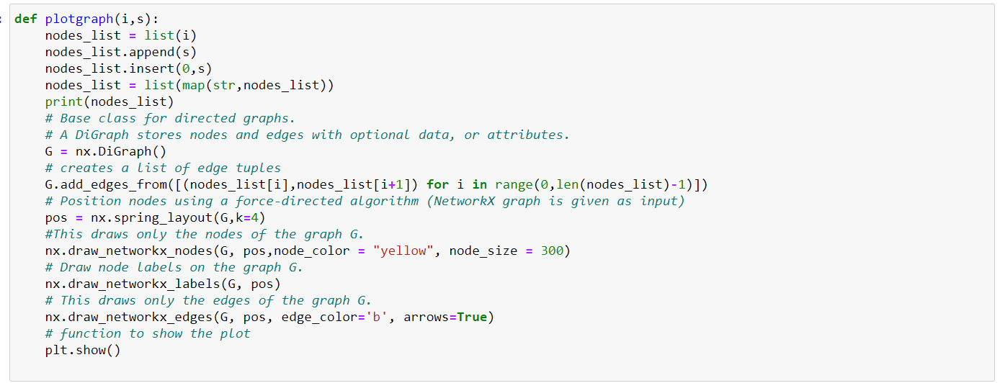 def plotgraph(i,s):
    nodes_list = list(i)
    nodes_list.append(s)
    nodes_list.insert(0,s)
    nodes_list = list(map(str,nodes_list))
    print(nodes_list)
    # Base class for directed graphs.
    # A DiGraph stores nodes and edges with optional data, or attributes.
    G = nx.DiGraph()
    # creates a list of edge tuples
    G.add_edges_from([(nodes_list[i],nodes_list[i+1]) for i in range(0,len(nodes_list)-1)])
    # Position nodes using a force-directed algorithm (NetworkX graph is given as input)
    pos = nx.spring_layout(G,k=4)
    #This draws only the nodes of the graph G.
    nx.draw_networkx_nodes(G, pos,node_color = "yellow", node_size = 300)
    # Draw node labels on the graph G.
    nx.draw_networkx_labels(G, pos)
    # This draws only the edges of the graph G.
    nx.draw_networkx_edges(G, pos, edge_color='b', arrows=True)
    # function to show the plot
    plt.show()